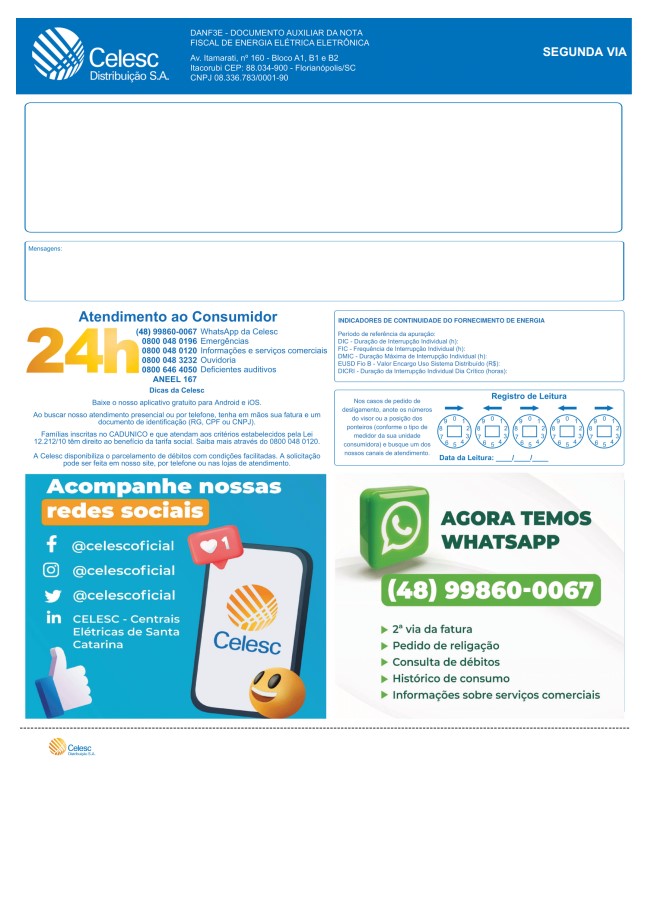 Celesc
Distribuição S.A.
DANF3E - DOCUMENTO AUXILIAR DA NOTA
FISCAL DE ENERGIA ELÉTRICA ELETRÔNICA
Av. Itamarati, nº 160 - Bloco A1, B1 e B2
Itacorubi CEP: 88.034-900 - Florianópolis/SC
CNPJ 08.336.783/0001-90
SEGUNDA VIA
Mensagens:
Atendimento ao Consumidor
24h
(48) 99860-0067 WhatsApp da Celesc
0800 048 0196 Emergências
0800 048 0120 Informações e serviços comerciais
0800 048 3232 Ouvidoria
0800 646 4050 Deficientes auditivos
ANEEL 167
Dicas da Celesc
Baixe o nosso aplicativo gratuito para Android e iOS.
Ao buscar nosso atendimento presencial ou por telefone, tenha em mãos sua fatura e um
documento de identificação (RG, CPF ou CNPJ).
Famílias inscritas no CADUNICO e que atendam aos critérios estabelecidos pela Lei
12.212/10 têm direito ao benefício da tarifa social. Saiba mais através do 0800 048 0120.
A Celesc disponibiliza o parcelamento de débitos com condições facilitadas. A solicitação
pode ser feita em nosso site, por telefone ou nas lojas de atendimento.
INDICADORES DE CONTINUIDADE DO FORNECIMENTO DE ENERGIA
Período de referência da apuração:
DIC - Duração de Interrupção Individual (h):
FIC - Frequência de Interrupção Individual (h):
DMIC - Duração Máxima de Interrupção Individual (h):
EUSD Fio B - Valor Encargo Uso Sistema Distribuído (R$):
DICRI - Duração da Interrupção Individual Dia Crítico (horas):
Nos casos de pedido de
desligamento, anote os números
do visor ou a posição dos
ponteiros (conforme o tipo de
medidor da sua unidade
consumidora) e busque um dos
nossos canais de atendimento.
Registro de Leitura
Data da Leitura: ____/____/____
Acompanhe nossas
redes sociais
@celescoficial
@celescoficial
@celescoficial
CELESC - Centrais
Elétricas de Santa
Catarina
1
Celesc
AGORA TEMOS
WHATSAPP
(48) 99860-0067
2ª via da fatura
Pedido de religação
Consulta de débitos
Histórico de consumo
Informações sobre serviços comerciais
Celesc
Distribuição S.A.